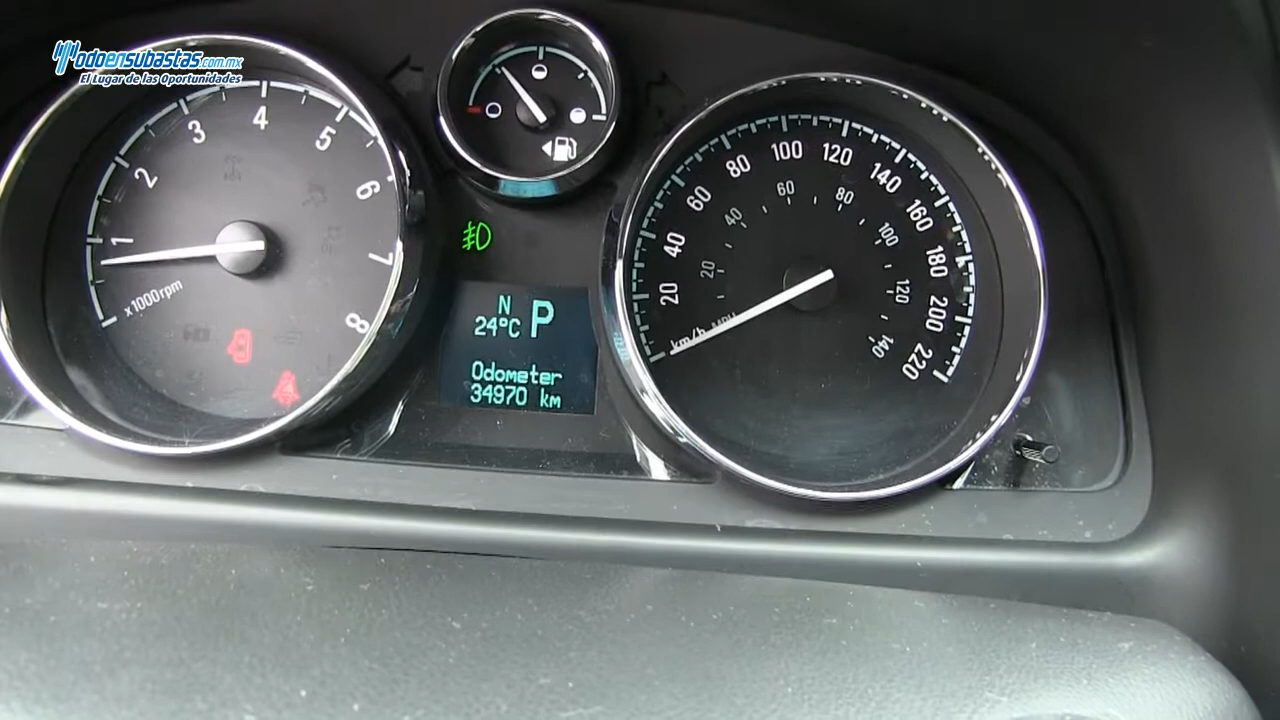 Todoensubastas.com.mx
El Lugar de las Oportunidades
1
2
3
4
5
6
7
8
x1000rpm
N
24°C
P
Odometer
34970 km
20
40
60
80
100
120
140
160
180
200
220
km/h
20
40
60
80
100
120
140
MPH